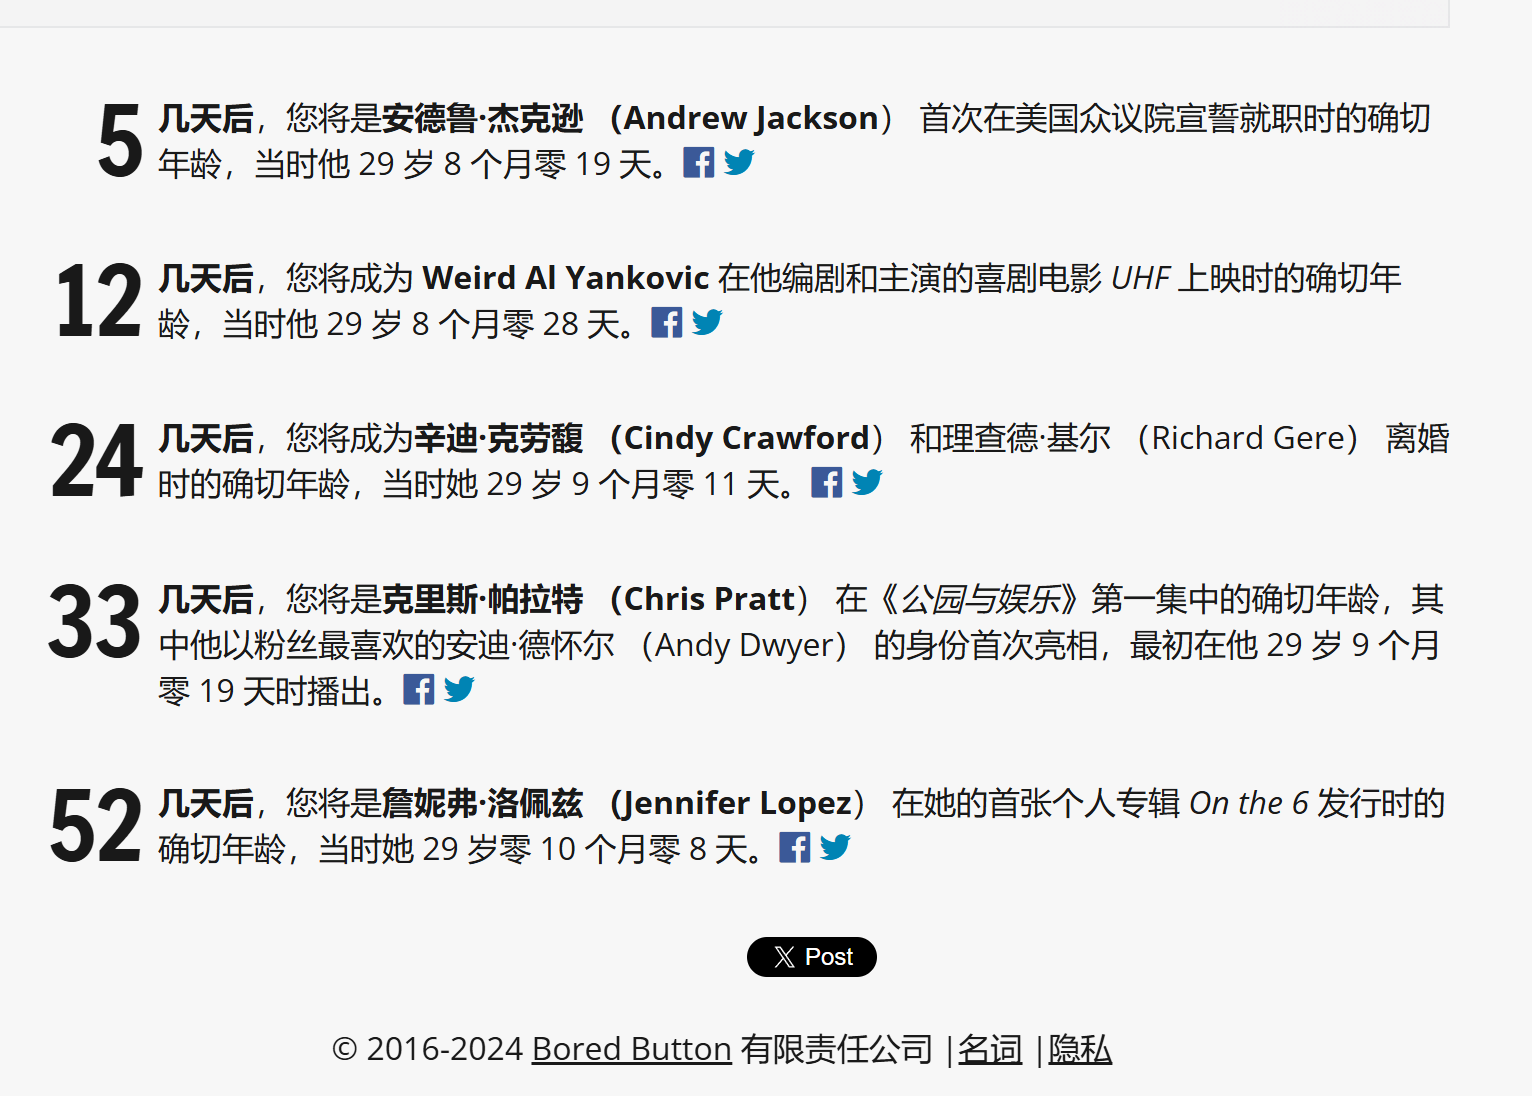 5 几天后，您将是安德鲁·杰克逊 （Andrew Jackson） 首次在美国众议院宣誓就职时的确切
年龄，当时他 29 岁 8 个月零 19 天。
12 几天后，您将成为 Weird Al Yankovic 在他编剧和主演的喜剧电影 UHF 上映时的确切年
龄，当时他 29 岁 8 个月零 28 天。
24 几天后，您将成为辛迪·克劳馥 （Cindy Crawford） 和理查德·基尔 （Richard Gere） 离婚
时的确切年龄，当时她 29 岁 9 个月零 11 天。
33 几天后，您将是克里斯·帕拉特 （Chris Pratt） 在《公园与娱乐》第一集中的确切年龄，其
中他以粉丝最喜欢的安迪·德怀尔 （Andy Dwyer） 的身份首次亮相，最初在他 29 岁 9 个月
零 19 天时播出。
52 几天后，您将是詹妮弗·洛佩兹 （Jennifer Lopez） 在她的首张个人专辑 On the 6 发行时的
确切年龄，当时她 29 岁零 10 个月零 8 天。
X Post
© 2016-2024 Bored Button 有限责任公司 |名词 |隐私